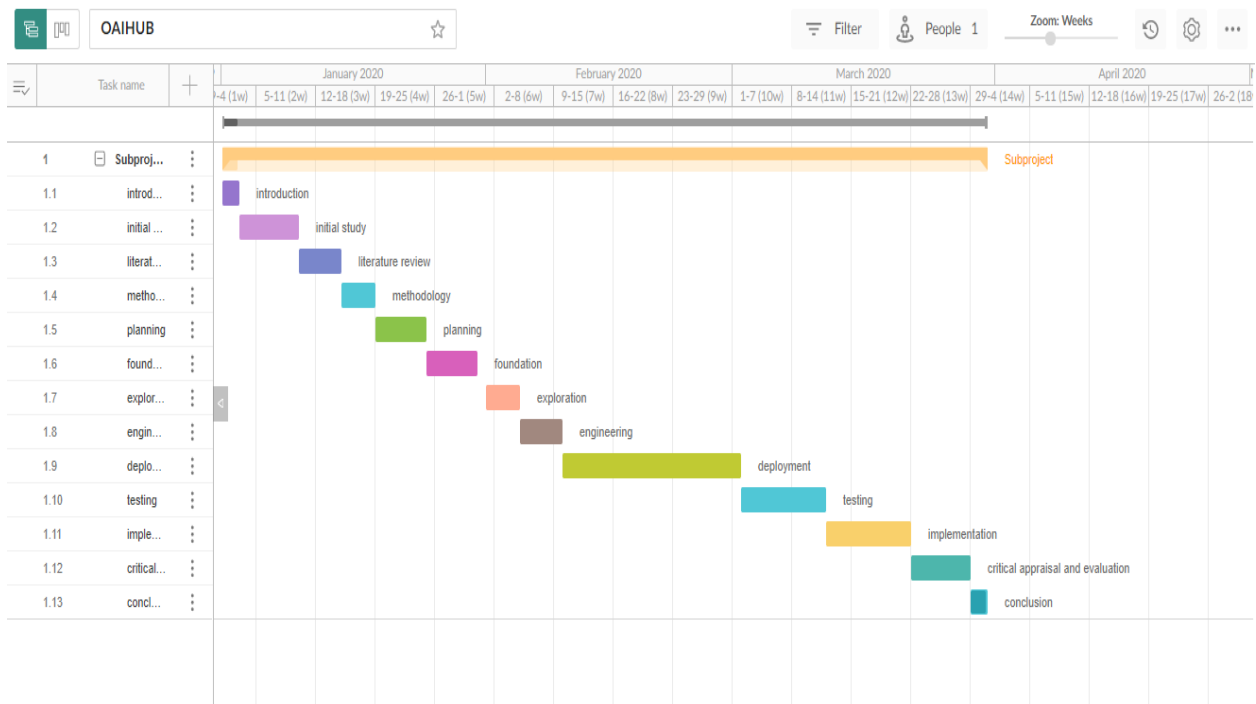 OAIHUB
Filter
People 1
Zoom: Weeks
Task name
January 2020
February 2020
March 2020
April 2020
-4 (1w) 5-11 (2w) 12-18 (3w) 19-25 (4w) 26-1 (5w) 2-8 (6w) 9-15 (7w) 16-22 (8w) 23-29 (9w) 1-7 (10w) 8-14 (11w) 15-21 (12w) 22-28 (13w) 29-4 (14w) 5-11 (15w) 12-18 (16w) 19-25 (17w) 26-2 (18
1 Subproj... Subproject
1.1 introd... introduction
1.2 initial ... initial study
1.3 literat... literature review
1.4 metho... methodology
1.5 planning planning
1.6 found... foundation
1.7 explor... exploration
1.8 engin... engineering
1.9 deplo... deployment
1.10 testing testing
1.11 imple... implementation
1.12 critical... critical appraisal and evaluation
1.13 concl... conclusion